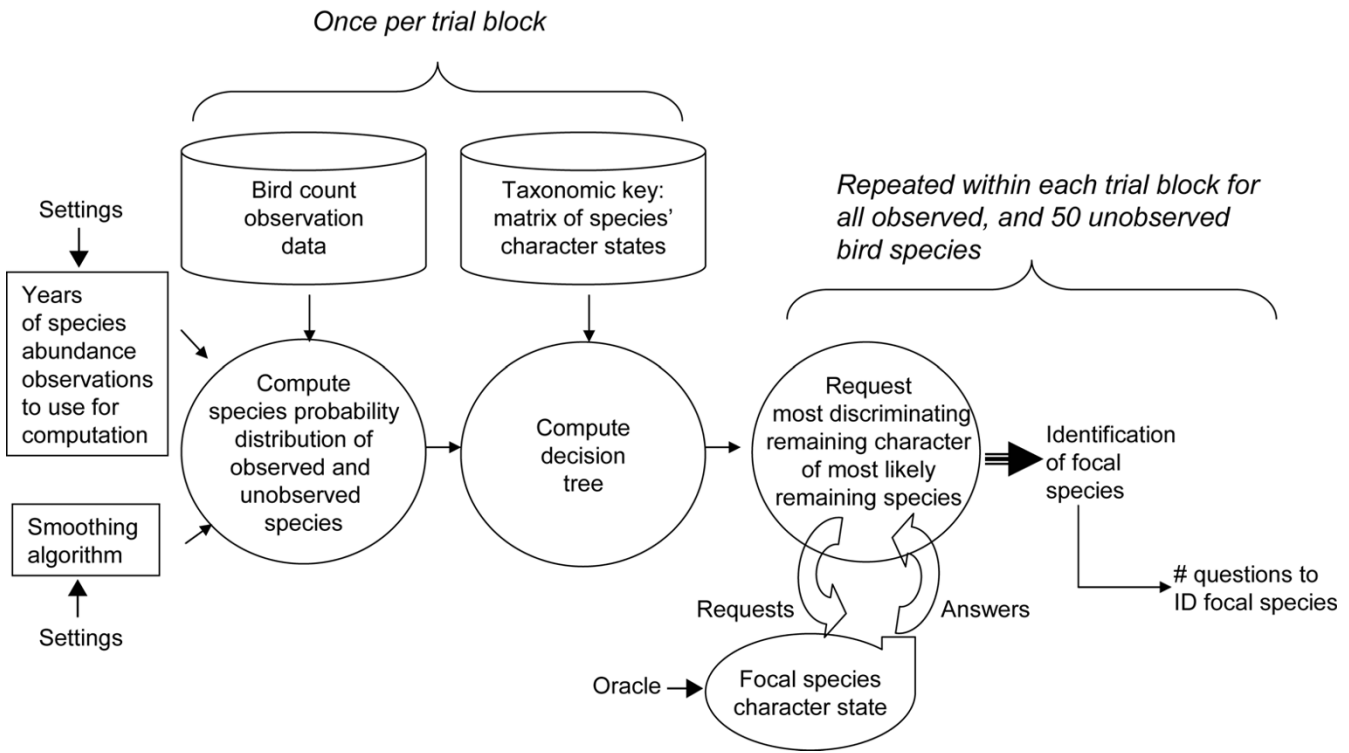 Once per trial block
Bird count
observation
data
Taxonomic key:
matrix of species’
character states
Repeated within each trial block for
all observed, and 50 unobserved
bird species
Settings
Years
of species
abundance
observations
to use for
computation
Smoothing
algorithm
Settings
Compute
species probability
distribution of
observed and
unobserved
species
Compute
decision
tree
Request
most discriminating
remaining character
of most likely
remaining species
Identification
of focal
species
# questions to
ID focal species
Requests
Answers
Oracle
Focal species
character state